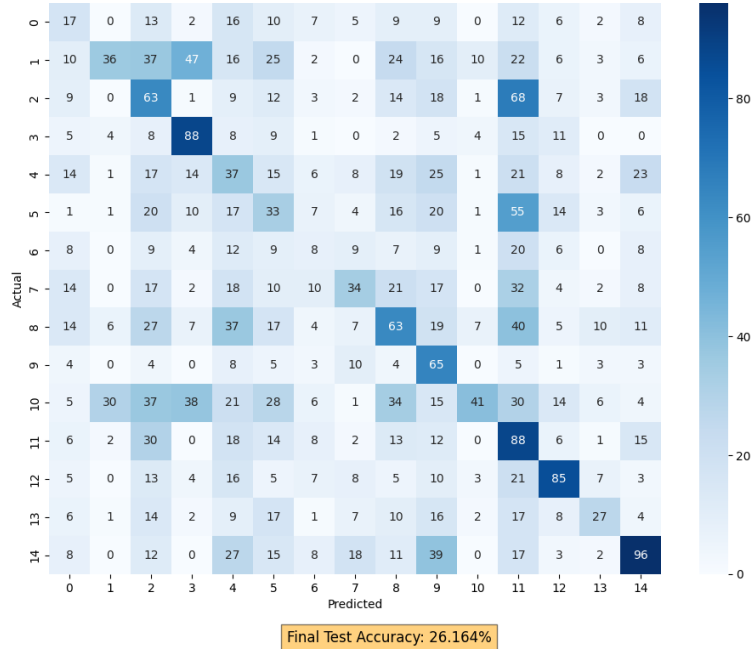 0 17 0 13 2 16 10 7 5 9 9 0 12 6 2 8
1 10 36 37 47 16 25 2 0 24 16 10 22 6 3 6
2 9 0 63 1 9 12 3 2 14 18 1 68 7 3 18
3 5 4 8 88 8 9 1 0 2 5 4 15 11 0 0
4 14 1 17 14 37 15 6 8 19 25 1 21 8 2 23
5 1 1 20 10 17 33 7 4 16 20 1 55 14 3 6
6 8 0 9 4 12 9 8 9 7 9 1 20 6 0 8
7 14 0 17 2 18 10 10 34 21 17 0 32 4 2 8
8 14 6 27 7 37 17 4 7 63 19 7 40 5 10 11
9 4 0 4 0 8 5 3 10 4 65 0 5 1 3 3
10 5 30 37 38 21 28 6 1 34 15 41 30 14 6 4
11 6 2 30 0 18 14 8 2 13 12 0 88 6 1 15
12 5 0 13 4 16 5 7 8 5 10 3 21 85 7 3
13 6 1 14 2 9 17 1 7 10 16 2 17 8 27 4
14 8 0 12 0 27 15 8 18 11 39 0 17 3 2 96
0 1 2 3 4 5 6 7 8 9 10 11 12 13 14
Actual
Predicted
80
60
40
20
0
Final Test Accuracy: 26.164%